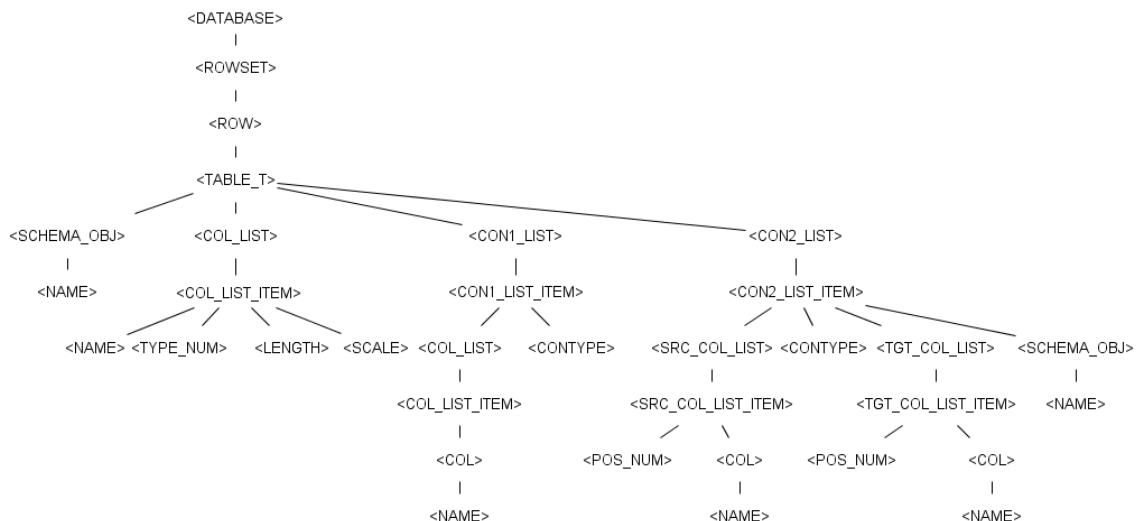 <DATABASE>
<ROWSET>
<ROW>
<TABLE_T>
<SCHEMA_OBJ> <COL_LIST> <CON1_LIST> <CON2_LIST>
<NAME> <COL_LIST_ITEM> <CON1_LIST_ITEM> <CON2_LIST_ITEM>
<NAME> <TYPE_NUM> <LENGTH> <SCALE> <COL_LIST> <CONTYPE> <SRC_COL_LIST> <CONTYPE> <TGT_COL_LIST> <SCHEMA_OBJ>
<COL_LIST_ITEM> <SRC_COL_LIST_ITEM> <TGT_COL_LIST_ITEM> <NAME>
<COL> <POS_NUM> <COL> <POS_NUM> <COL>
<NAME> <NAME> <NAME>